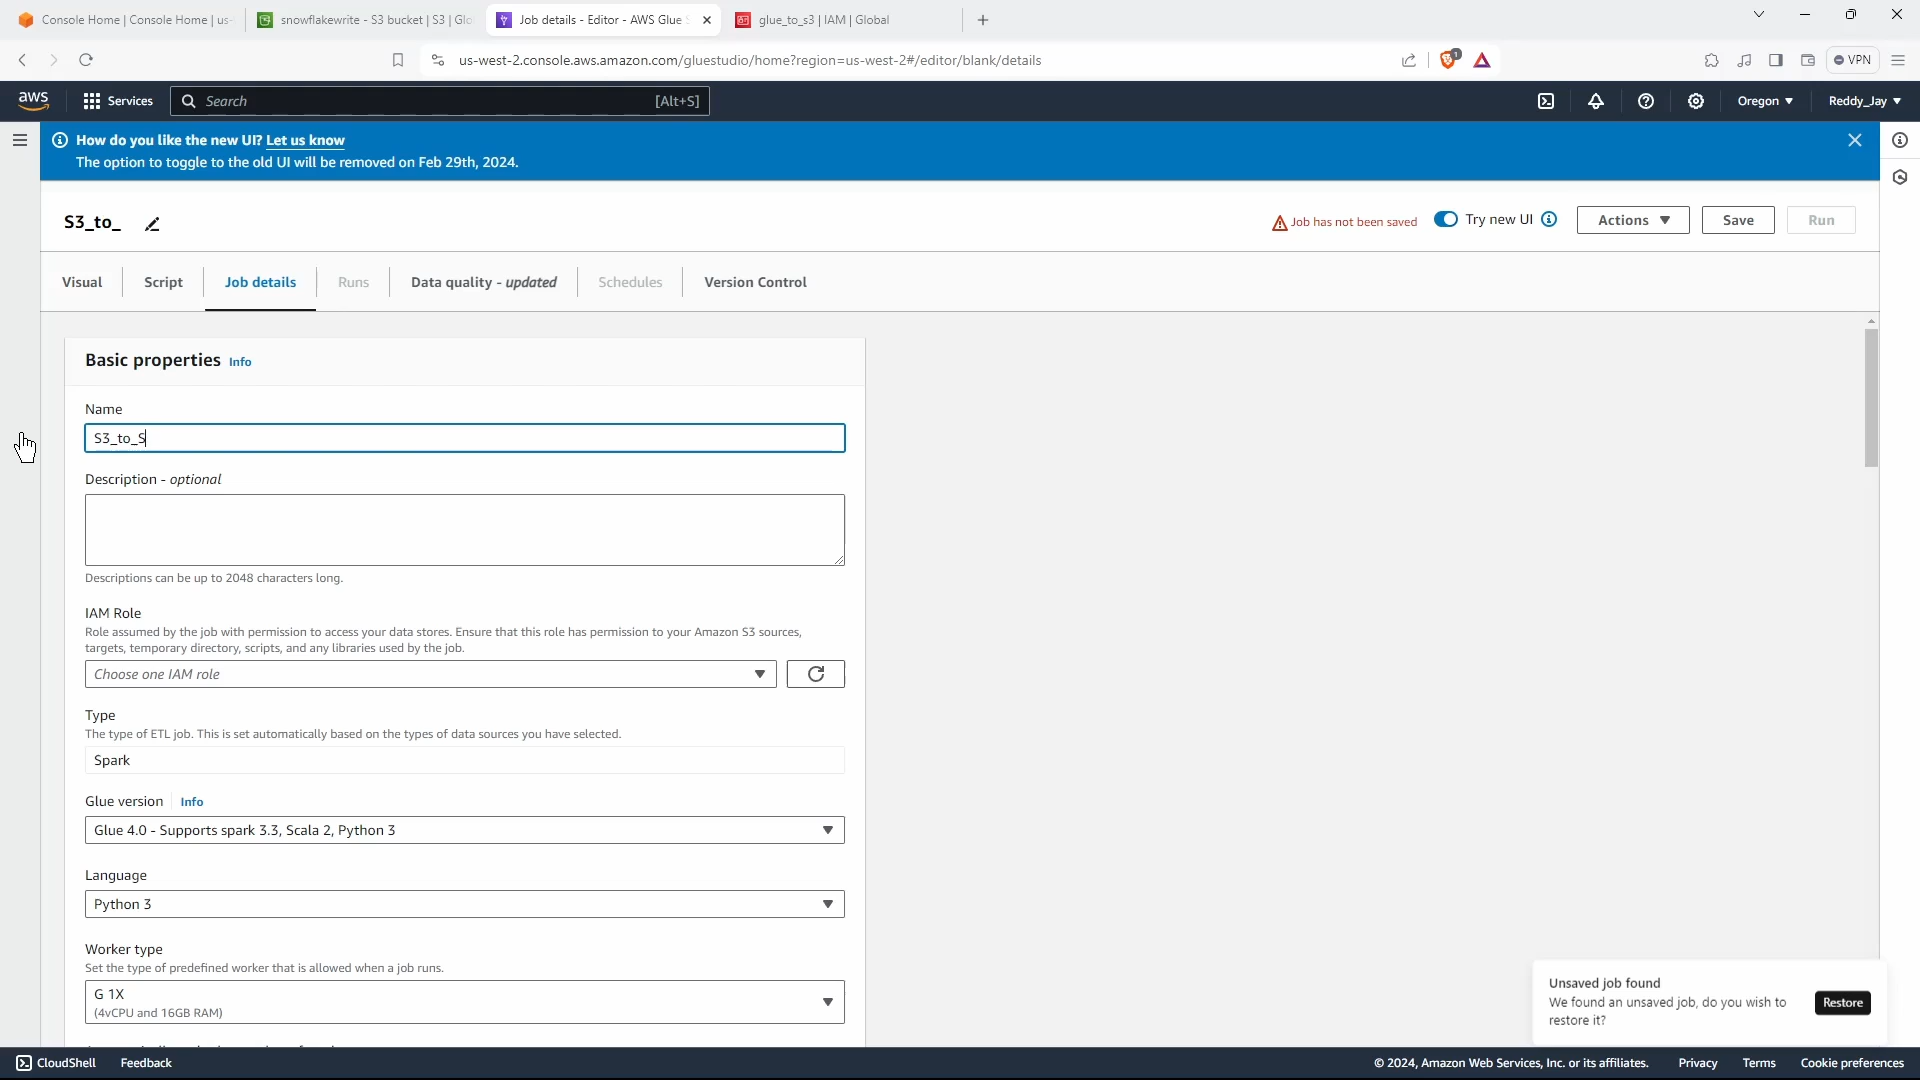 Console Home | Console Home | us-
snowflakewrite - S3 bucket | S3 | Glo
Job details - Editor - AWS Glue S
glue_to_s3 | IAM | Global
us-west-2.console.aws.amazon.com/gluestudio/home?region=us-west-2#/editor/blank/details
1
VPN
aws
Services
Search
[Alt+S]
Oregon
Reddy_Jay
How do you like the new UI? Let us know
The option to toggle to the old UI will be removed on Feb 29th, 2024.
S3_to_
Job has not been saved
Try new UI
Actions
Save
Run
Visual
Script
Job details
Runs
Data quality - updated
Schedules
Version Control
Basic properties Info
Name
S3_to_S
Description - optional
Descriptions can be up to 2048 characters long.
IAM Role
Role assumed by the job with permission to access your data stores. Ensure that this role has permission to your Amazon S3 sources,
targets, temporary directory, scripts, and any libraries used by the job.
Choose one IAM role
Type
The type of ETL job. This is set automatically based on the types of data sources you have selected.
Spark
Glue version Info
Glue 4.0 - Supports spark 3.3, Scala 2, Python 3
Language
Python 3
Worker type
Set the type of predefined worker that is allowed when a job runs.
G 1X
(4vCPU and 16GB RAM)
Unsaved job found
We found an unsaved job, do you wish to
restore it?
Restore
CloudShell
Feedback
© 2024, Amazon Web Services, Inc. or its affiliates.
Privacy
Terms
Cookie preferences